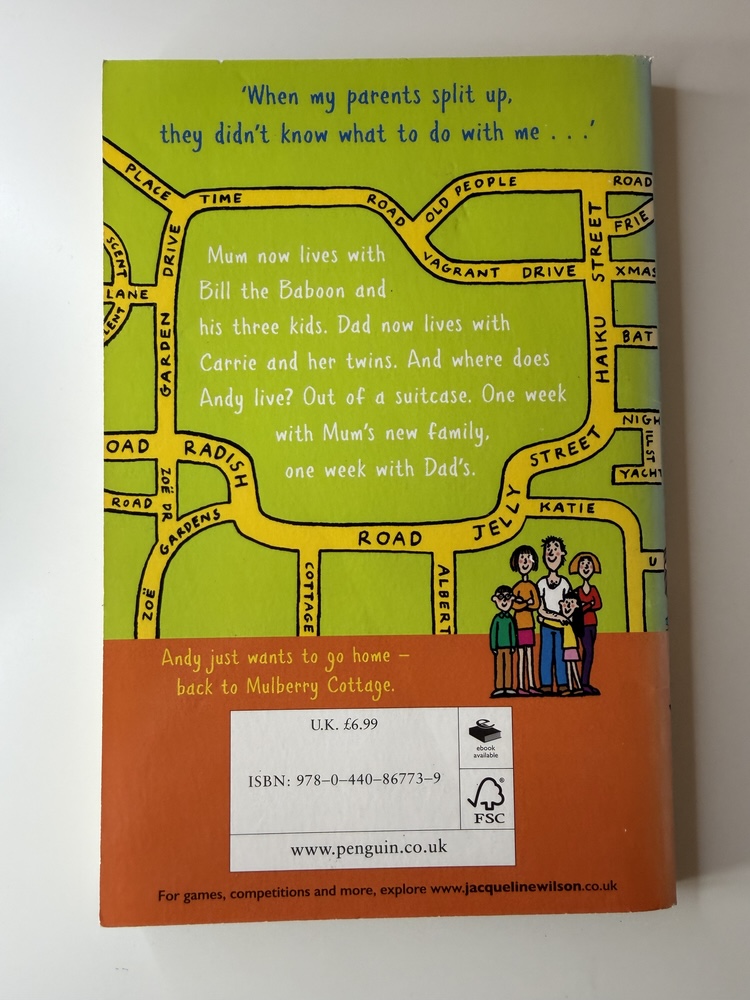 'When my parents split up,
they didn't know what to do with me . . .'
PLACE
TIME
ROAD
OLD PEOPLE
ROAD
FRIE
VAGRANT DRIVE
XMAS
STREET
HAIKU
DRIVE
GARDEN
SCENT
LANE
LENT
BAT
Mum now lives with
Bill the Baboon and
his three kids. Dad now lives with
Carrie and her twins. And where does
Andy live? Out of a suitcase. One week
with Mum's new family,
one week with Dad's.
NIGH
ILL ST
YACHT
OAD
RADISH
ROAD
JELLY
STREET
KATIE
ROAD
ZOË DR
GARDENS
ZOË
COTTAGE
ALBERT
U
Andy just wants to go home –
back to Mulberry Cottage.
U.K. £6.99
ISBN: 978–0–440–86773–9
ebook
available
FSC
www.penguin.co.uk
For games, competitions and more, explore www.jacquelinewilson.co.uk